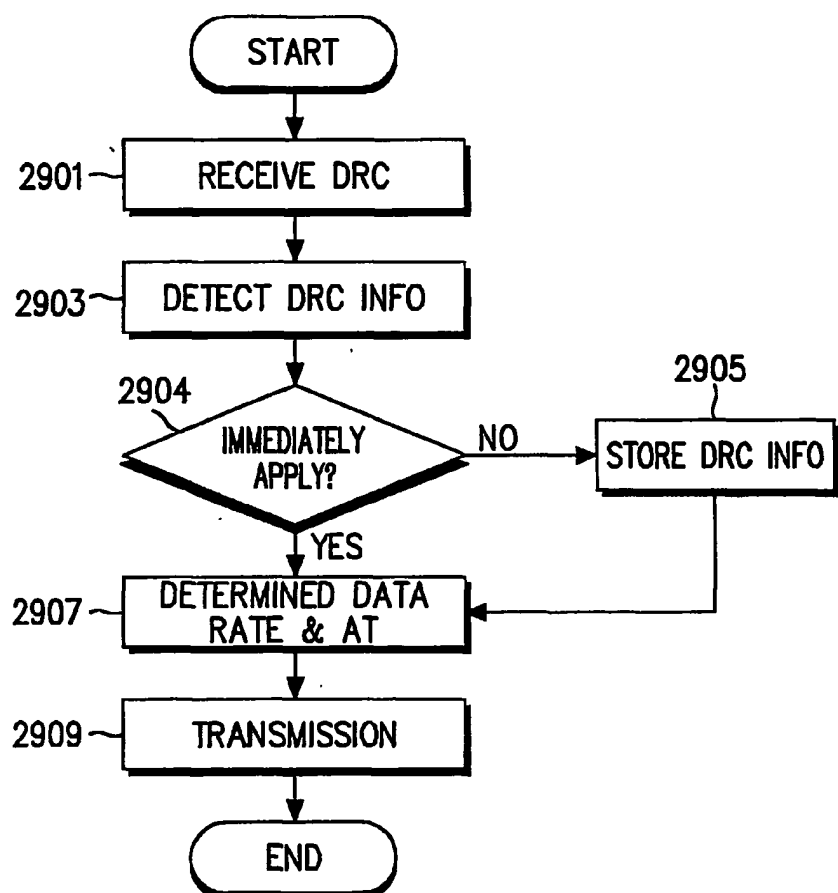 START
2901
RECEIVE DRC
2903
DETECT DRC INFO
2904
IMMEDIATELY
APPLY?
NO
2905
STORE DRC INFO
YES
2907
DETERMINED DATA
RATE & AT
2909
TRANSMISSION
END